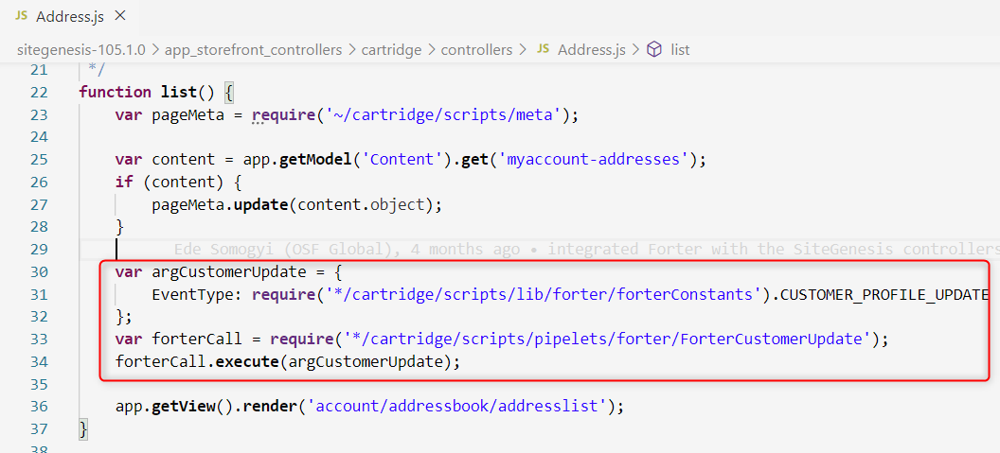 JS Address.js ×
sitegenesis-105.1.0 > app_storefront_controllers > cartridge > controllers > JS Address.js > list
21 */
22 function list() {
23 var pageMeta = require('~/cartridge/scripts/meta');
24
25 var content = app.getModel('Content').get('myaccount-addresses');
26 if (content) {
27 pageMeta.update(content.object);
28 }
29 Ede Somogyi (OSF Global), 4 months ago • integrated Forter with the SiteGenesis controllers
30 var argCustomerUpdate = {
31 EventType: require('*/cartridge/scripts/lib/forter/forterConstants').CUSTOMER_PROFILE_UPDATE
32 };
33 var forterCall = require('*/cartridge/scripts/pipelets/forter/ForterCustomerUpdate');
34 forterCall.execute(argCustomerUpdate);
35
36 app.getView().render('account/addressbook/addresslist');
37 }
38